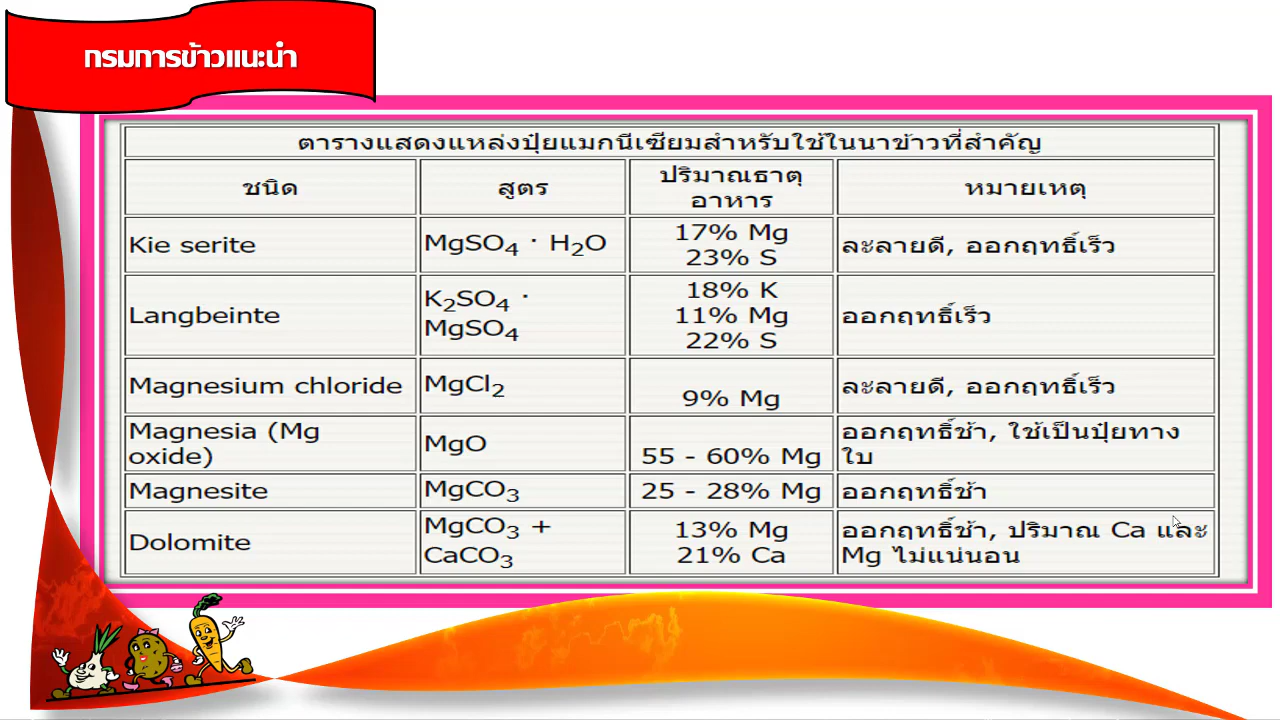 กรมการข้าวแนะนำ
ตารางแสดงแหล่งปุ๋ยแมกนีเซียมสำหรับใช้ในนาข้าวที่สำคัญ
ชนิด
สูตร
ปริมาณธาตุ
อาหาร
หมายเหตุ
Kie serite
MgSO4 · H2O
17% Mg
23% S
ละลายดี, ออกฤทธิ์เร็ว
Langbeinte
K2SO4 ·
MgSO4
18% K
11% Mg
22% S
ออกฤทธิ์เร็ว
Magnesium chloride
MgCl2
9% Mg
ละลายดี, ออกฤทธิ์เร็ว
Magnesia (Mg
oxide)
MgO
55 - 60% Mg
ออกฤทธิ์ช้า, ใช้เป็นปุ๋ยทาง
ใบ
Magnesite
MgCO3
25 - 28% Mg
ออกฤทธิ์ช้า
Dolomite
MgCO3 +
CaCO3
13% Mg
21% Ca
ออกฤทธิ์ช้า, ปริมาณ Ca และ
Mg ไม่แน่นอน